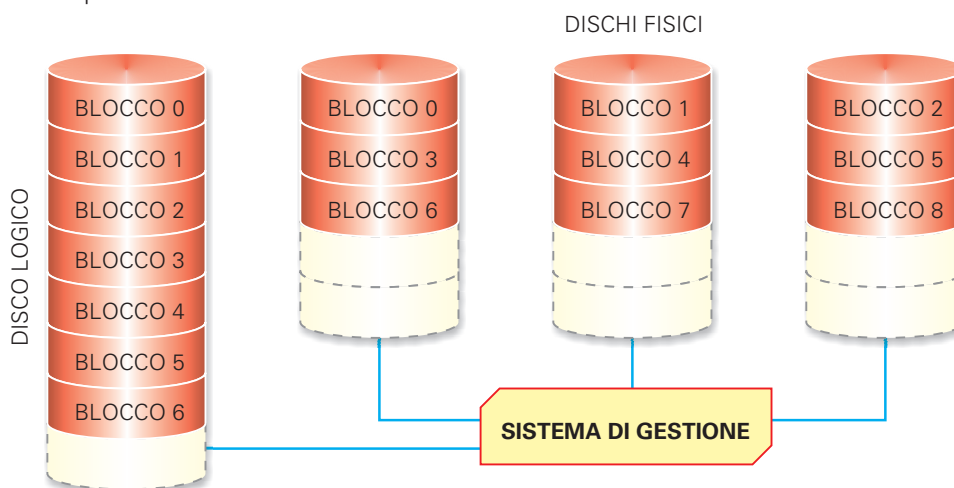 DISCHI FISICI
DISCO LOGICO
BLOCCO 0
BLOCCO 1
BLOCCO 2
BLOCCO 3
BLOCCO 4
BLOCCO 5
BLOCCO 6
BLOCCO 0
BLOCCO 3
BLOCCO 6
BLOCCO 1
BLOCCO 4
BLOCCO 7
BLOCCO 2
BLOCCO 5
BLOCCO 8
SISTEMA DI GESTIONE